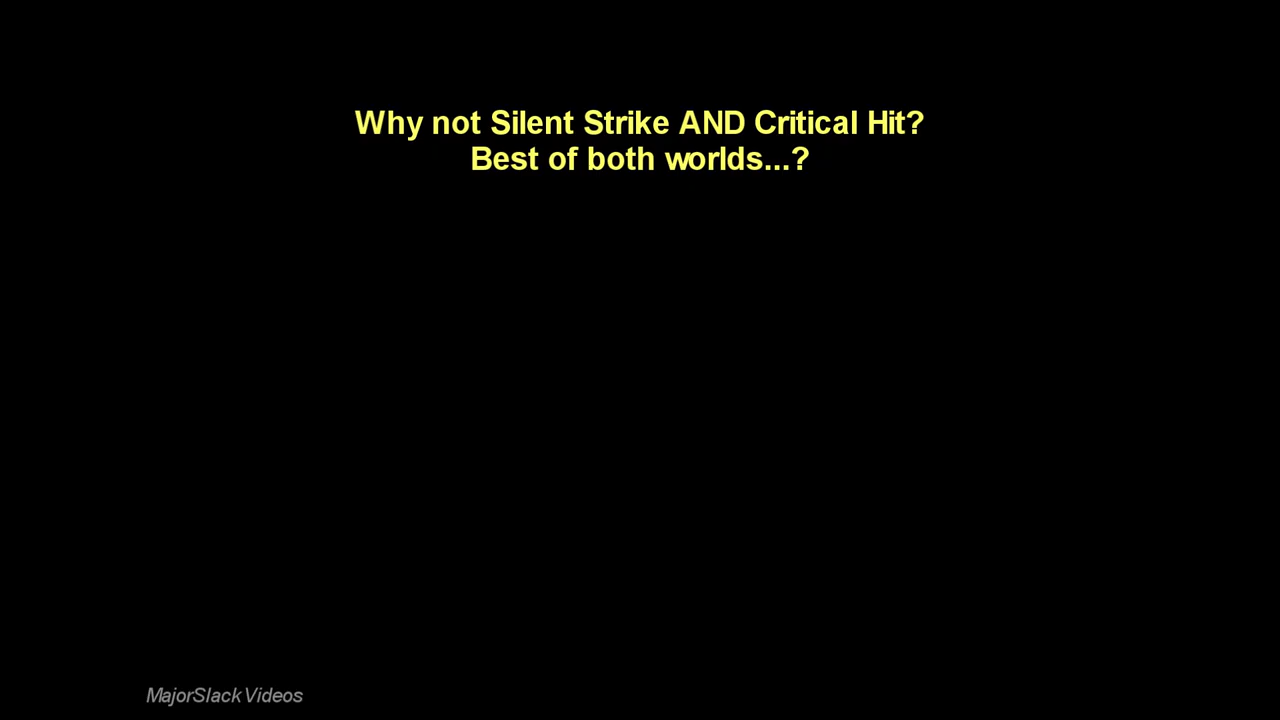 Why not Silent Strike AND Critical Hit?
Best of both worlds...?
MajorSlack Videos